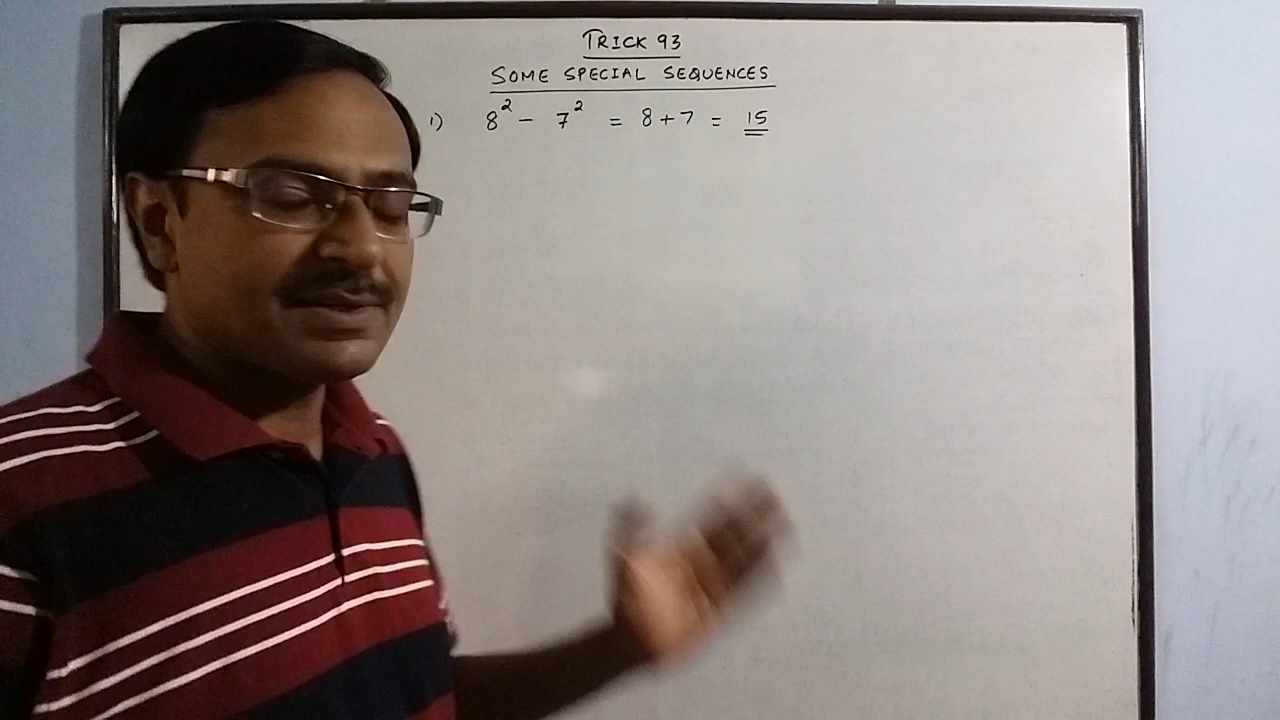 TRICK 93
SOME SPECIAL SEQUENCES
1) 8² - 7² = 8+7 = 15